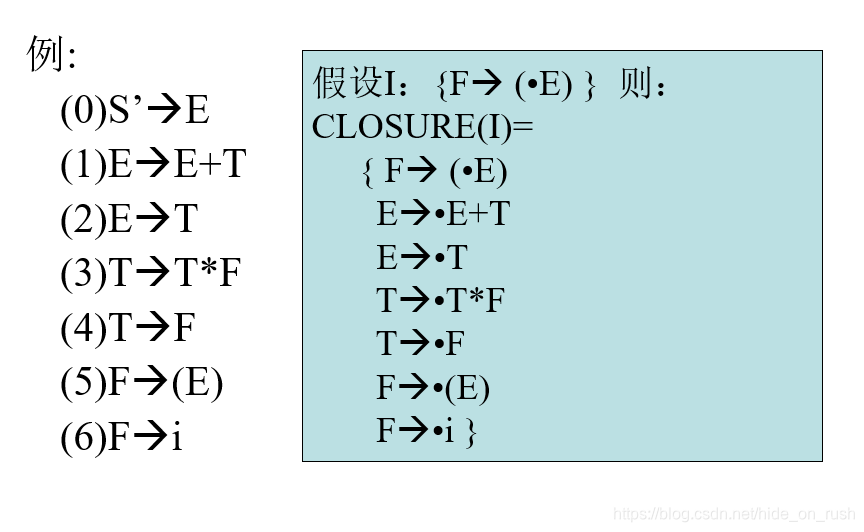 例:
(0)S’→E
(1)E→E+T
(2)E→T
(3)T→T*F
(4)T→F
(5)F→(E)
(6)F→i
假设I：{F→ (•E) } 则：
CLOSURE(I)=
{ F→ (•E)
E→•E+T
E→•T
T→•T*F
T→•F
F→•(E)
F→•i }
https://blog.csdn.net/hide_on_rush